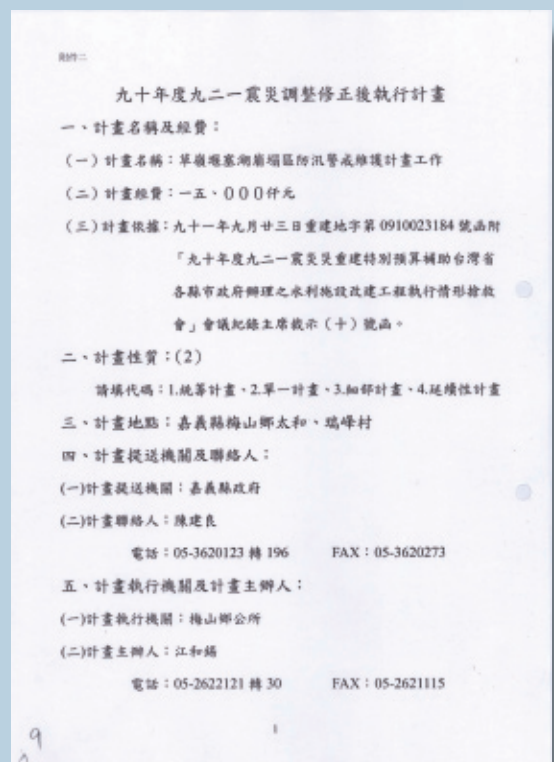 附件二
九十年度九二一震災調整修正後執行計畫
一、計畫名稱及經費：
（一）計畫名稱：草嶺堰塞湖崩塌區防汛警戒維護計畫工作
（二）計畫經費：一五、０００仟元
（三）計畫依據：九十一年九月廿三日重建地字第 0910023184 號函附
「九十年度九二一震災災重建特別預算補助台灣省
各縣市政府辦理之水利施設改建工程執行情形檢救
會」會議紀錄主席裁示（十）號函。
二、計畫性質：(2)
請填代碼：1.統籌計畫、2.單一計畫、3.細部計畫、4.延續性計畫
三、計畫地點：嘉義縣梅山鄉太和、瑞峰村
四、計畫提送機關及聯絡人：
(一)計畫提送機關：嘉義縣政府
(二)計畫聯絡人：陳建良
電話：05-3620123 轉 196 FAX：05-3620273
五、計畫執行機關及計畫主辦人：
(一)計畫執行機關：梅山鄉公所
(二)計畫主辦人：江和錫
電話：05-2622121 轉 30 FAX：05-2621115
1
9